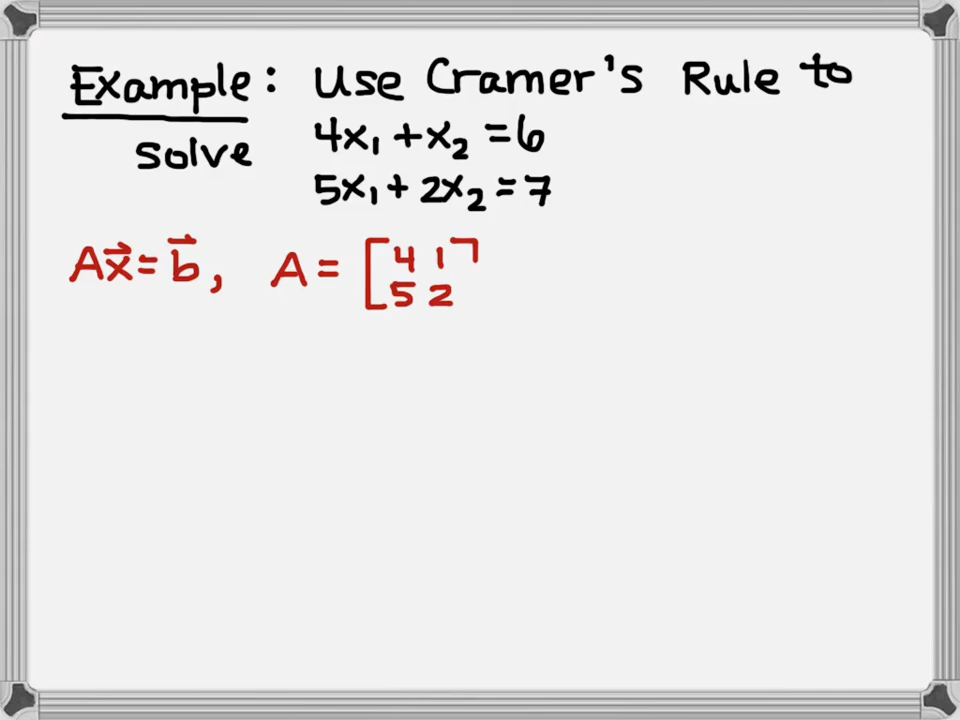 Example: Use Cramer's Rule to
solve 4x₁ + x₂ = 6
5x₁ + 2x₂ = 7
Ax⃗ = b⃗, A = [4 1
5 2]